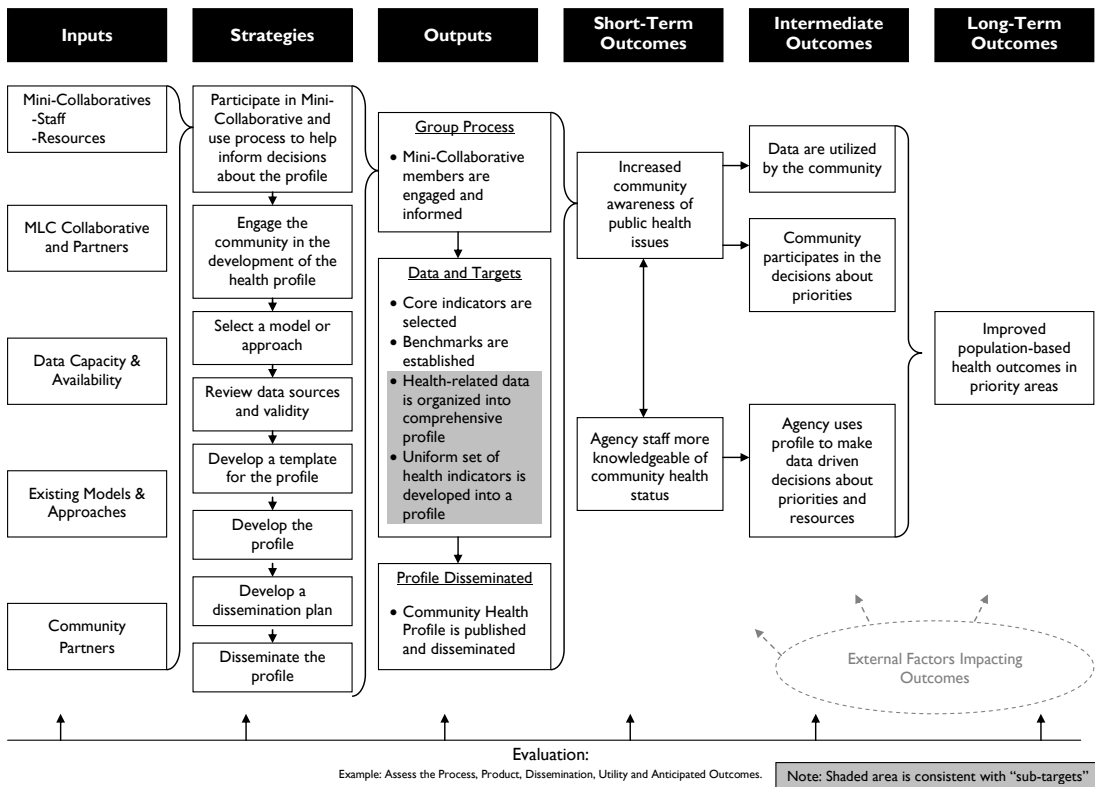 Inputs
Strategies
Outputs
Short-Term
Outcomes
Intermediate
Outcomes
Long-Term
Outcomes
Mini-Collaboratives
-Staff
-Resources
MLC Collaborative
and Partners
Data Capacity &
Availability
Existing Models &
Approaches
Community
Partners
Participate in Mini-
Collaborative and
use process to help
inform decisions
about the profile
Engage the
community in the
development of the
health profile
Select a model or
approach
Review data sources
and validity
Develop a template
for the profile
Develop the
profile
Develop a
dissemination plan
Disseminate the
profile
Group Process
• Mini-Collaborative
members are
engaged and
informed
Data and Targets
• Core indicators are
selected
• Benchmarks are
established
• Health-related data
is organized into
comprehensive
profile
• Uniform set of
health indicators is
developed into a
profile
Profile Disseminated
• Community Health
Profile is published
and disseminated
Increased
community
awareness of
public health
issues
Agency staff more
knowledgeable of
community health
status
Data are utilized
by the community
Community
participates in the
decisions about
priorities
Agency uses
profile to make
data driven
decisions about
priorities and
resources
Improved
population-based
health outcomes in
priority areas
External Factors Impacting
Outcomes
Evaluation:
Example: Assess the Process, Product, Dissemination, Utility and Anticipated Outcomes.
Note: Shaded area is consistent with “sub-targets”